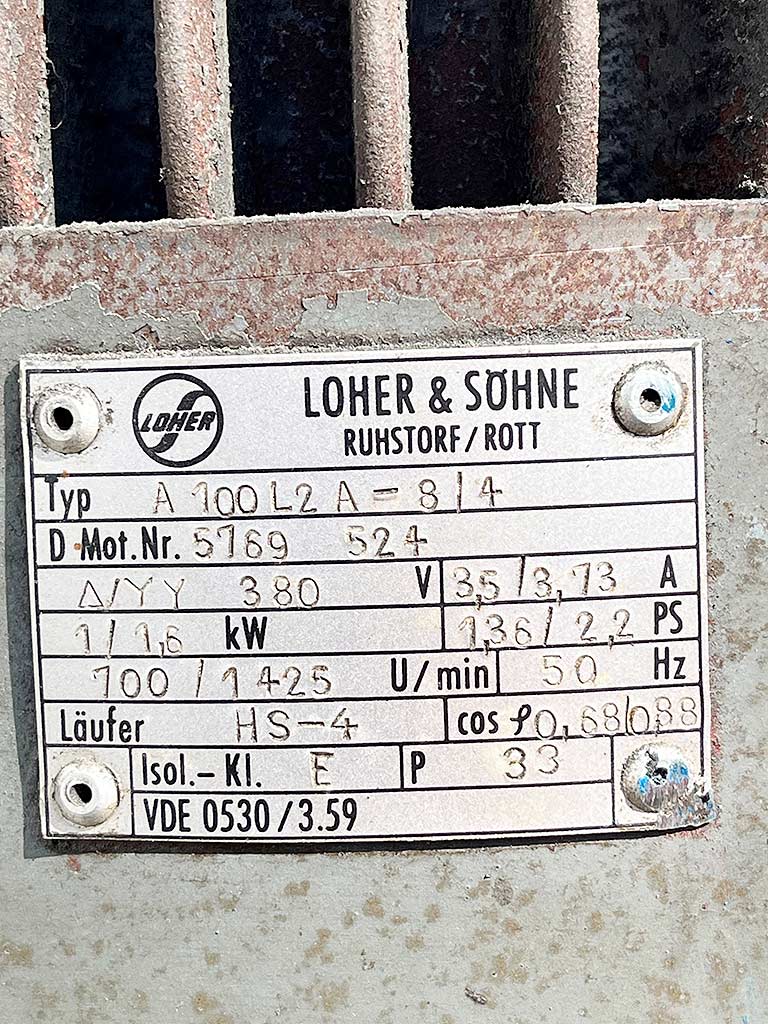 LOHER
LOHER & SÖHNE
RUHSTORF/ROTT
Typ A 100 L2 A-8/4
D·Mot.Nr. 5769 524
Δ/YY 380 V 3,5/3,73 A
1/1,6 kW 1,36/2,2 PS
700/1425 U/min 50 Hz
Läufer HS-4 cos φ 0,68/0,88
Isol.-Kl. E P 33
VDE 0530/3.59